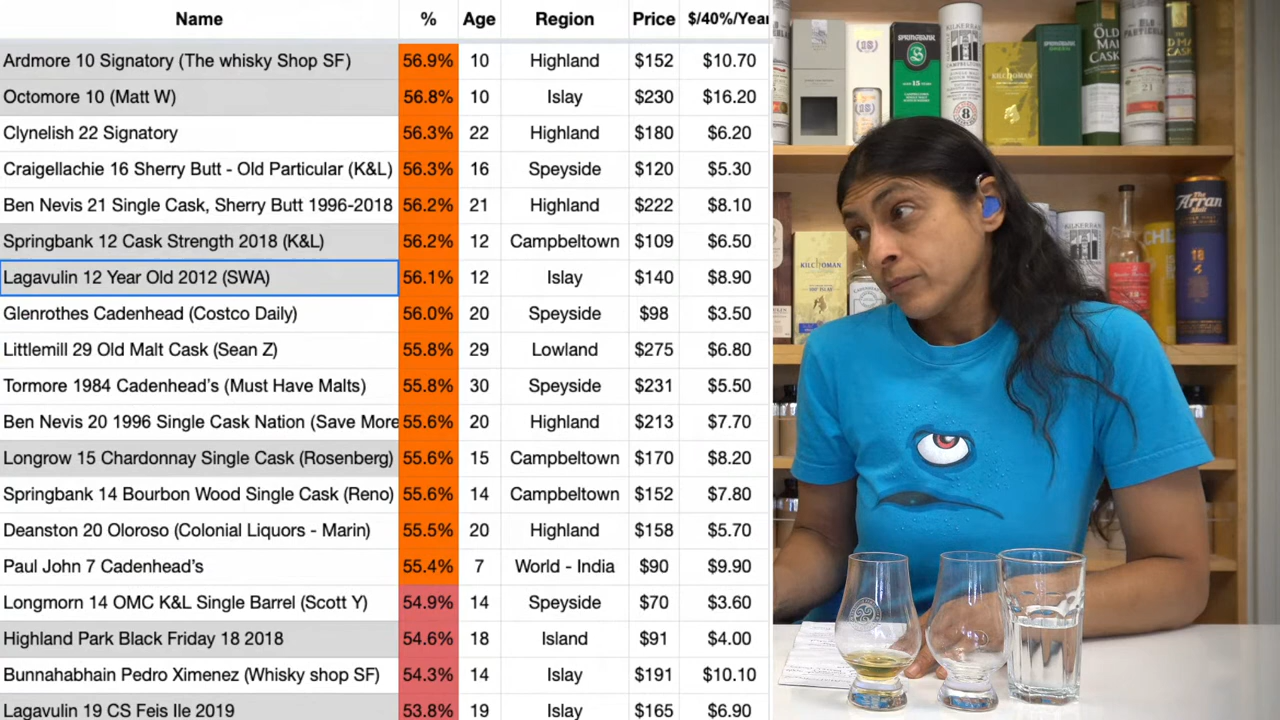 Name % Age Region Price $/40%/Year
Ardmore 10 Signatory (The whisky Shop SF) 56.9% 10 Highland $152 $10.70
Octomore 10 (Matt W) 56.8% 10 Islay $230 $16.20
Clynelish 22 Signatory 56.3% 22 Highland $180 $6.20
Craigellachie 16 Sherry Butt - Old Particular (K&L) 56.3% 16 Speyside $120 $5.30
Ben Nevis 21 Single Cask, Sherry Butt 1996-2018 56.2% 21 Highland $222 $8.10
Springbank 12 Cask Strength 2018 (K&L) 56.2% 12 Campbeltown $109 $6.50
Lagavulin 12 Year Old 2012 (SWA) 56.1% 12 Islay $140 $8.90
Glenrothes Cadenhead (Costco Daily) 56.0% 20 Speyside $98 $3.50
Littlemill 29 Old Malt Cask (Sean Z) 55.8% 29 Lowland $275 $6.80
Tormore 1984 Cadenhead's (Must Have Malts) 55.8% 30 Speyside $231 $5.50
Ben Nevis 20 1996 Single Cask Nation (Save More 55.6% 20 Highland $213 $7.70
Longrow 15 Chardonnay Single Cask (Rosenberg) 55.6% 15 Campbeltown $170 $8.20
Springbank 14 Bourbon Wood Single Cask (Reno) 55.6% 14 Campbeltown $152 $7.80
Deanston 20 Oloroso (Colonial Liquors - Marin) 55.5% 20 Highland $158 $5.70
Paul John 7 Cadenhead's 55.4% 7 World - India $90 $9.90
Longmorn 14 OMC K&L Single Barrel (Scott Y) 54.9% 14 Speyside $70 $3.60
Highland Park Black Friday 18 2018 54.6% 18 Island $91 $4.00
Bunnahabhain Pedro Ximenez (Whisky shop SF) 54.3% 14 Islay $191 $10.10
Lagavulin 19 CS Feis Ile 2019 53.8% 19 Islay $165 $6.90
SPRINGBANK
KILKERRAN
8
KILCHOMAN
OLD
MALT
CASK
OLD
PARTICULAR
KILCHOMAN
The
Arran
18